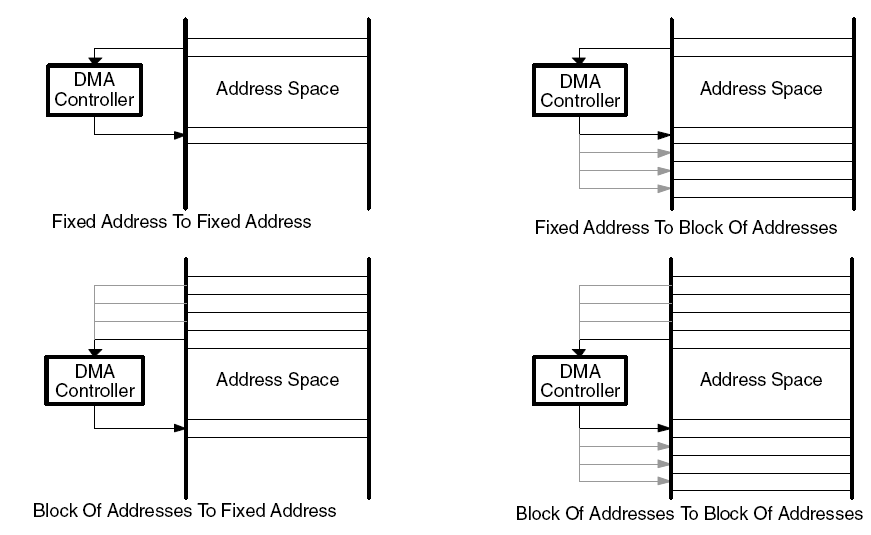 DMA
Controller
Address Space
Fixed Address To Fixed Address
DMA
Controller
Address Space
Fixed Address To Block Of Addresses
DMA
Controller
Address Space
Block Of Addresses To Fixed Address
DMA
Controller
Address Space
Block Of Addresses To Block Of Addresses